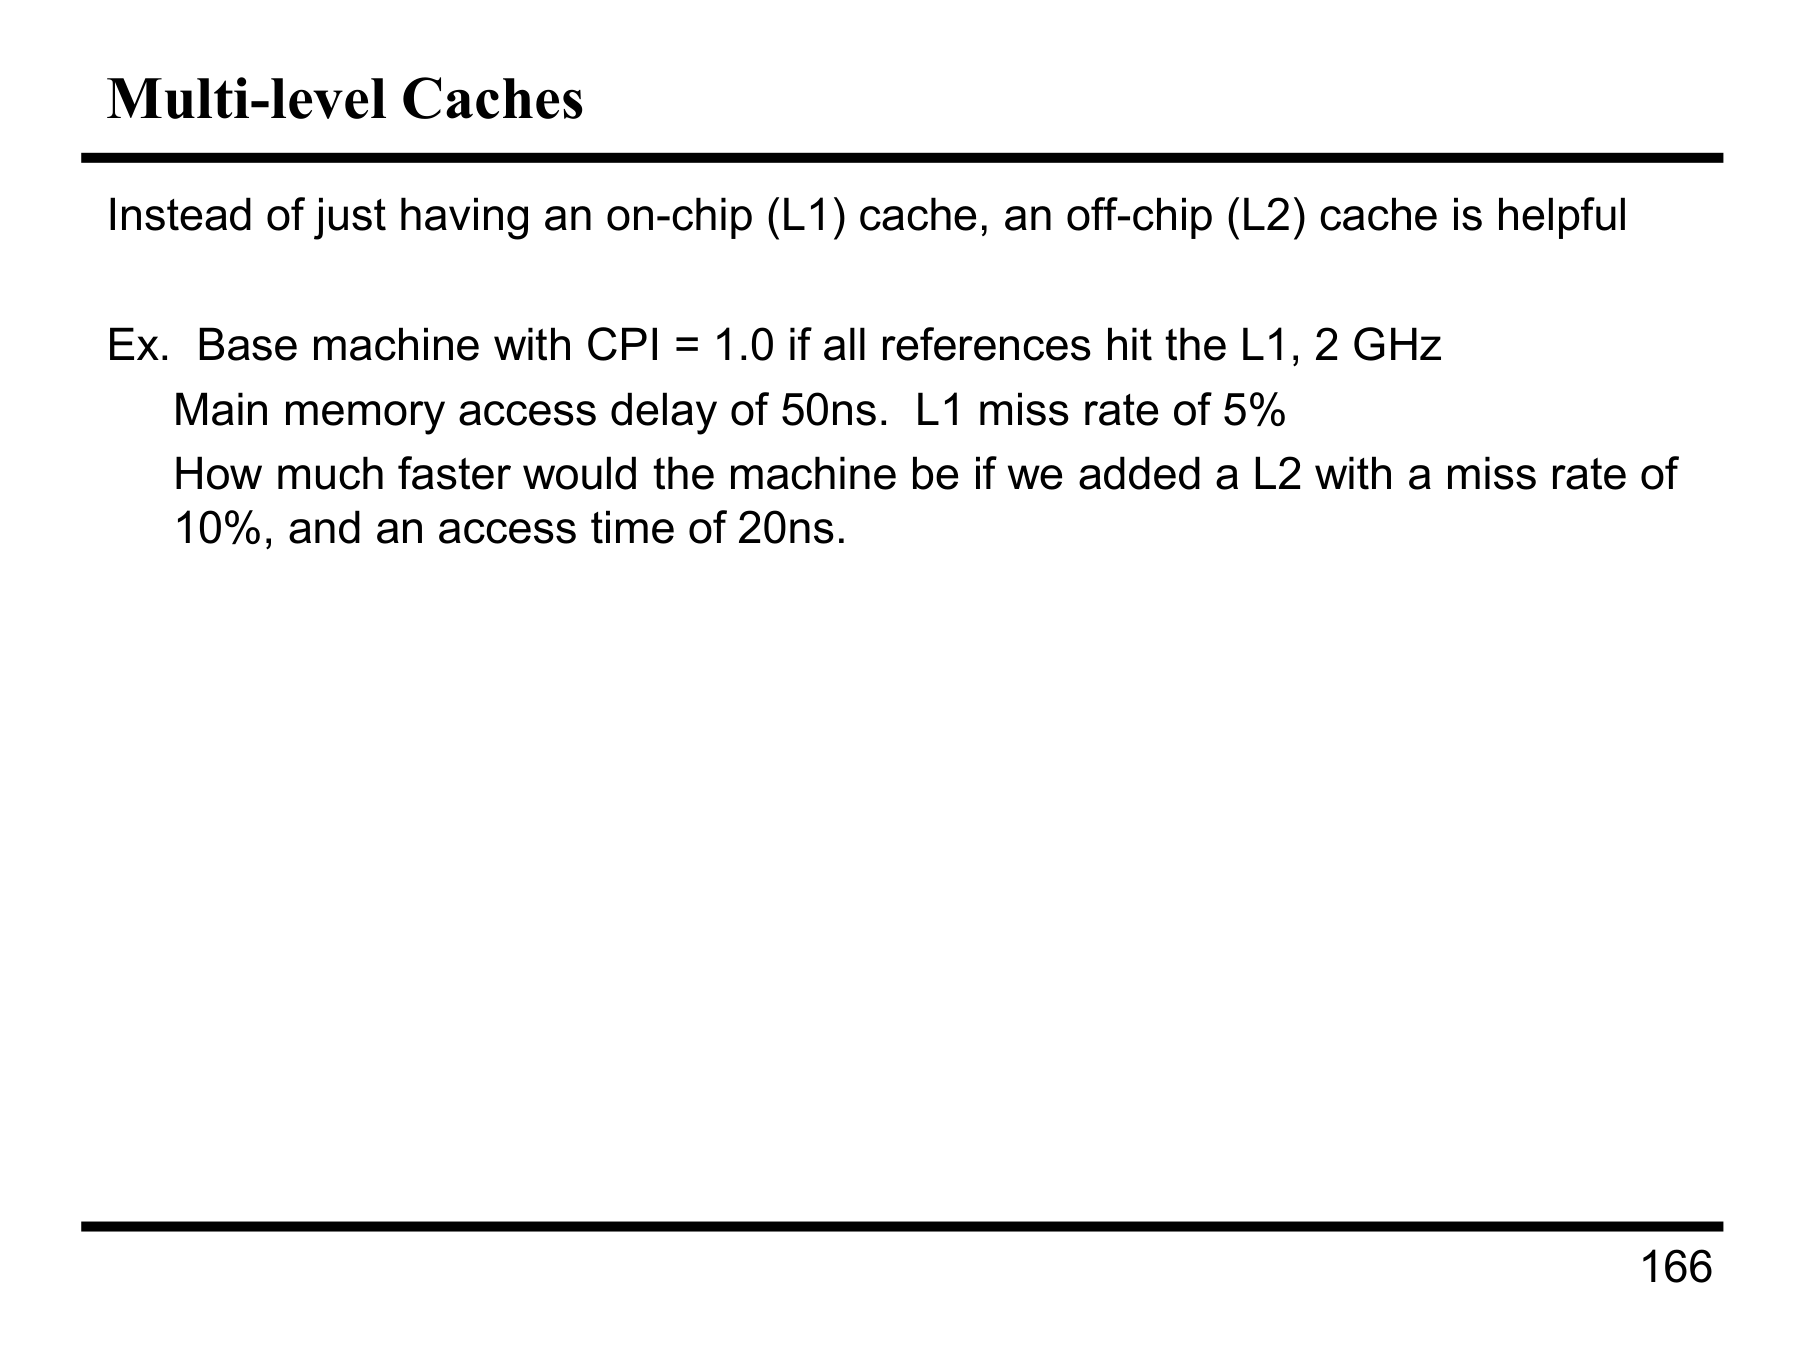 Multi-level Caches
Instead of just having an on-chip (L1) cache, an off-chip (L2) cache is helpful
Ex.  Base machine with CPI = 1.0 if all references hit the L1, 2 GHz
Main memory access delay of 50ns.  L1 miss rate of 5%
How much faster would the machine be if we added a L2 with a miss rate of
10%, and an access time of 20ns.
166